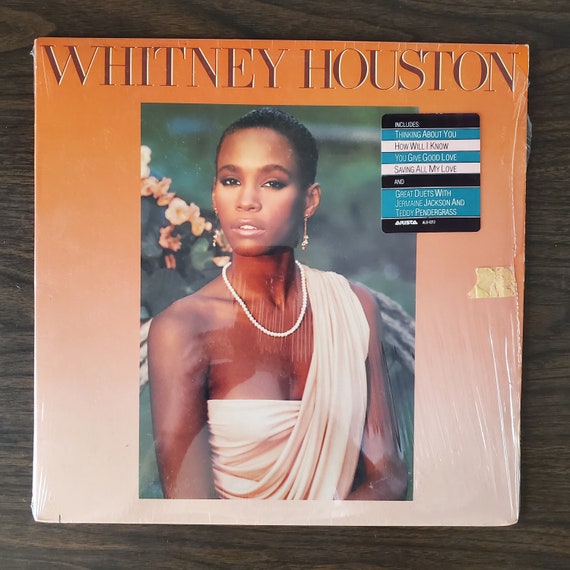 WHITNEY HOUSTON
INCLUDES:
THINKING ABOUT YOU
HOW WILL I KNOW
YOU GIVE GOOD LOVE
SAVING ALL MY LOVE
AND
GREAT DUETS WITH
JERMAINE JACKSON AND
TEDDY PENDERGRASS
ARISTA